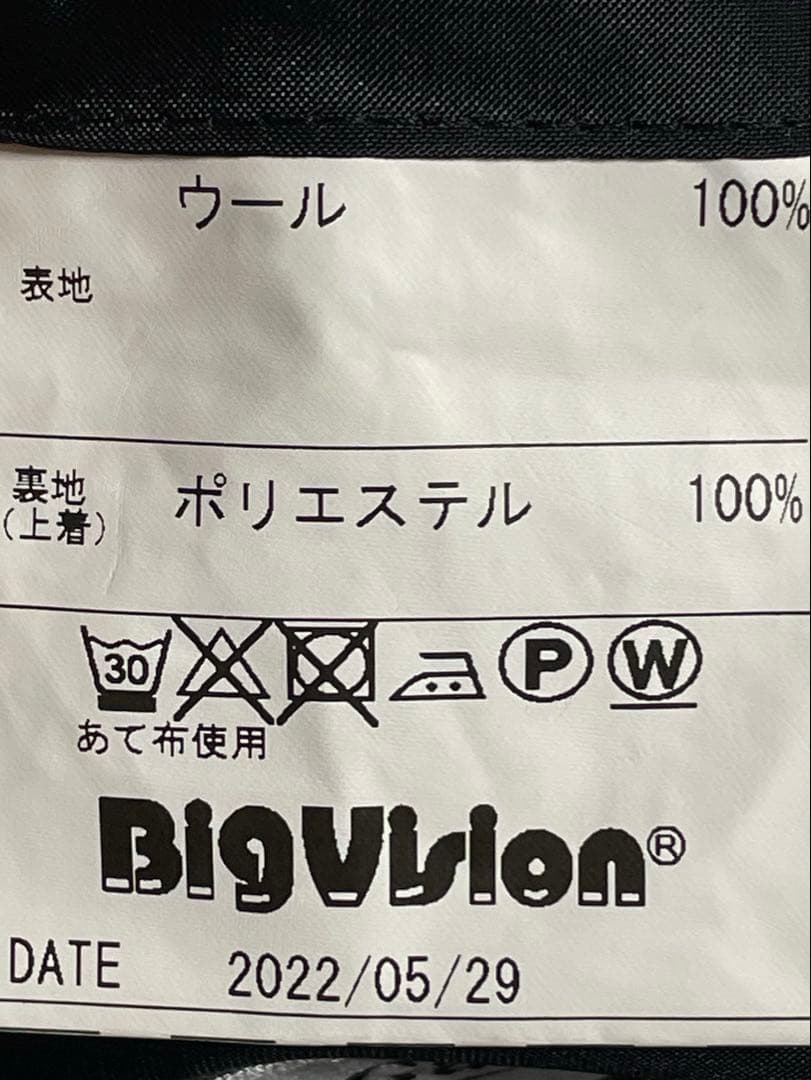 ウール 100%
表地
裏地 ポリエステル 100%
(上着)
30 P W
あて布使用
BigVision®
DATE 2022/05/29